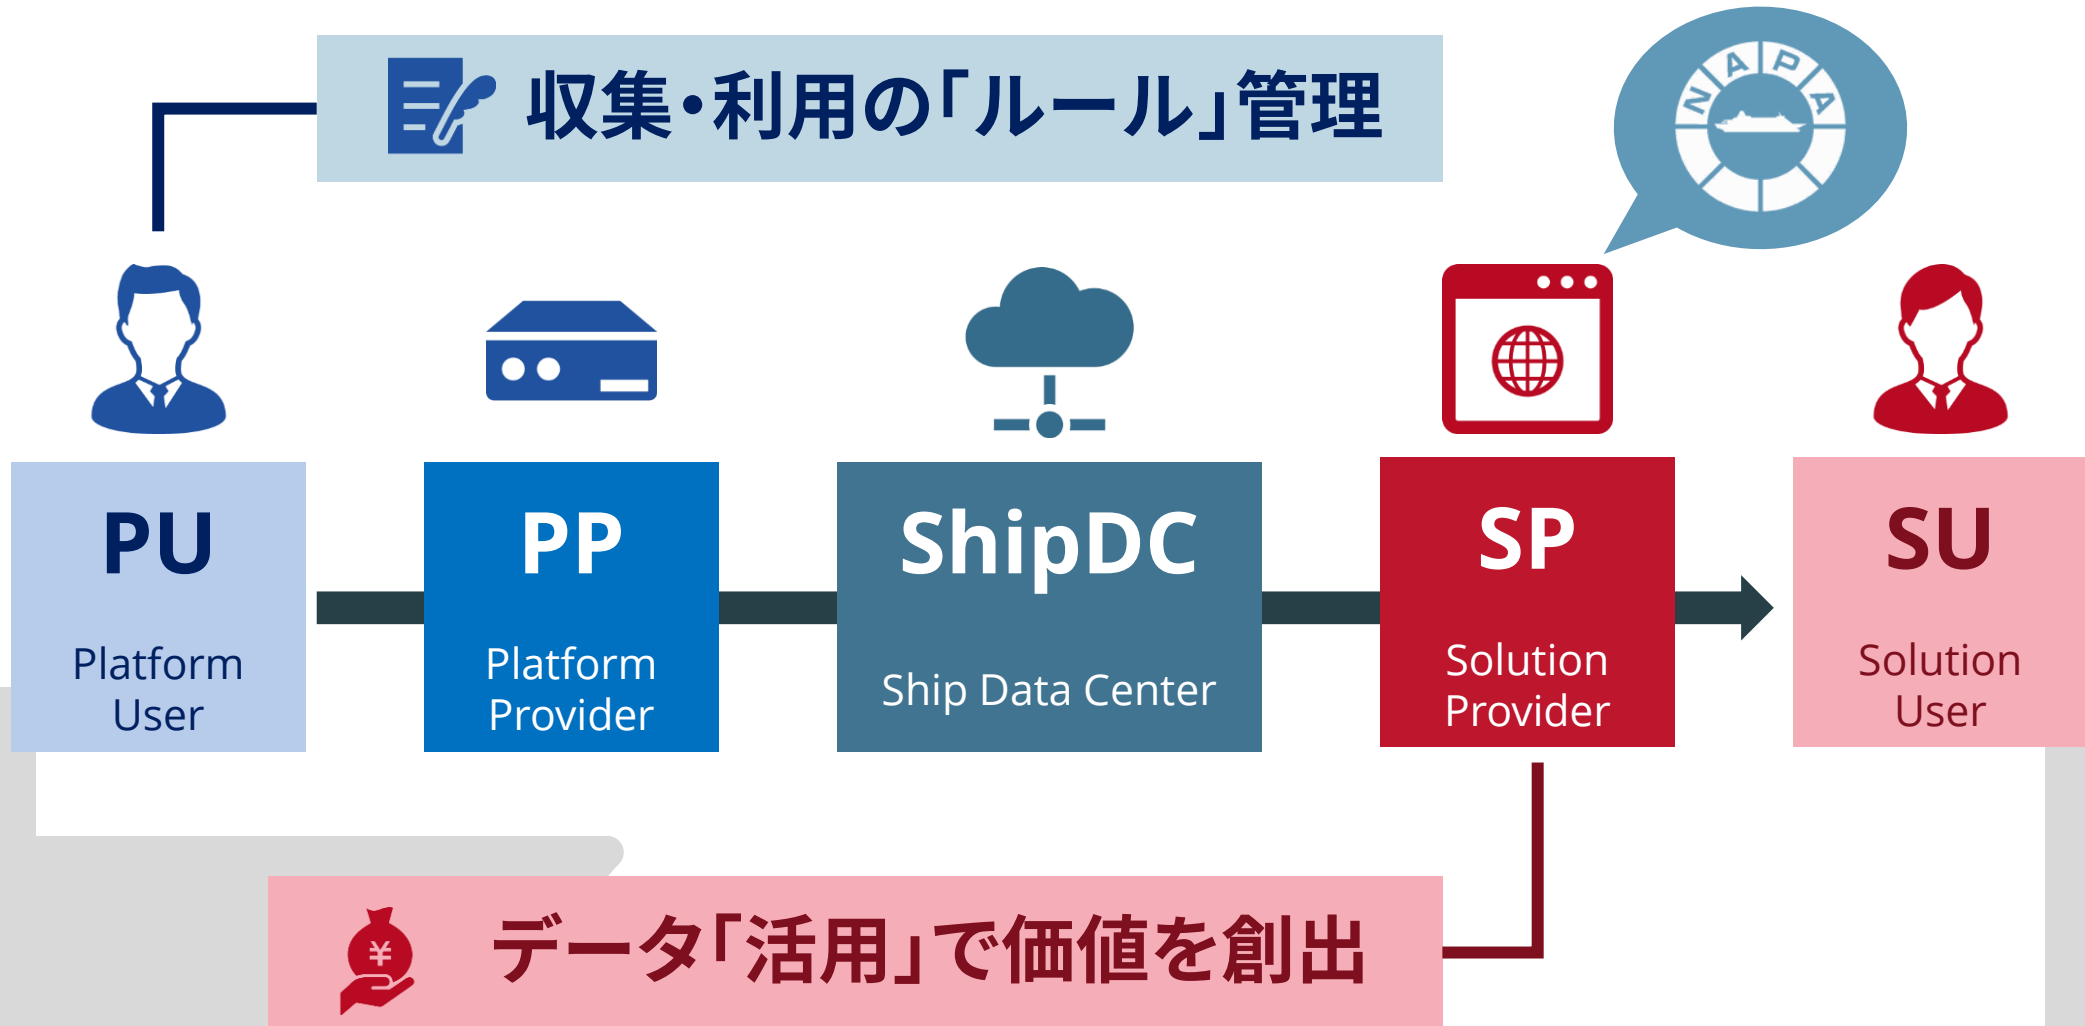 収集・利用の「ルール」管理
NAPA
PU
Platform
User
PP
Platform
Provider
ShipDC
Ship Data Center
SP
Solution
Provider
SU
Solution
User
¥
データ「活用」で価値を創出